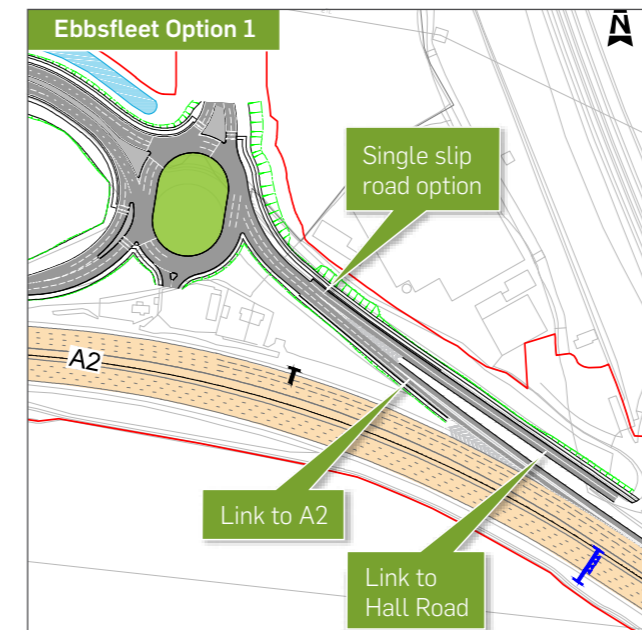 Ebbsfleet Option 1
N
Single slip
road option
A2
Link to A2
Link to
Hall Road